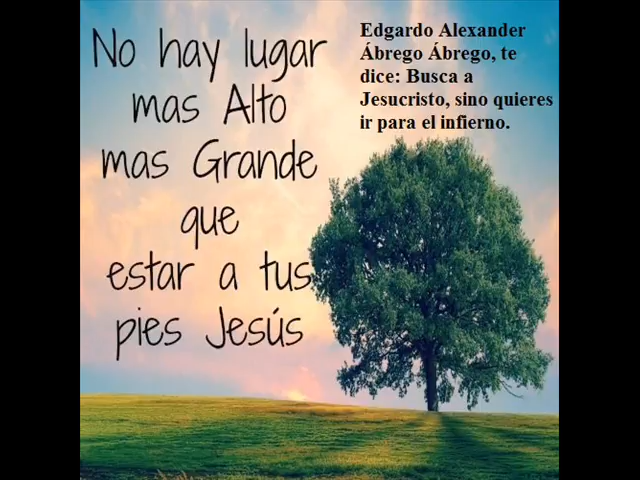 No hay lugar
mas Alto
mas Grande
que
estar a tus
pies Jesús
Edgardo Alexander
Ábrego Ábrego, te
dice: Busca a
Jesucristo, sino quieres
ir para el infierno.